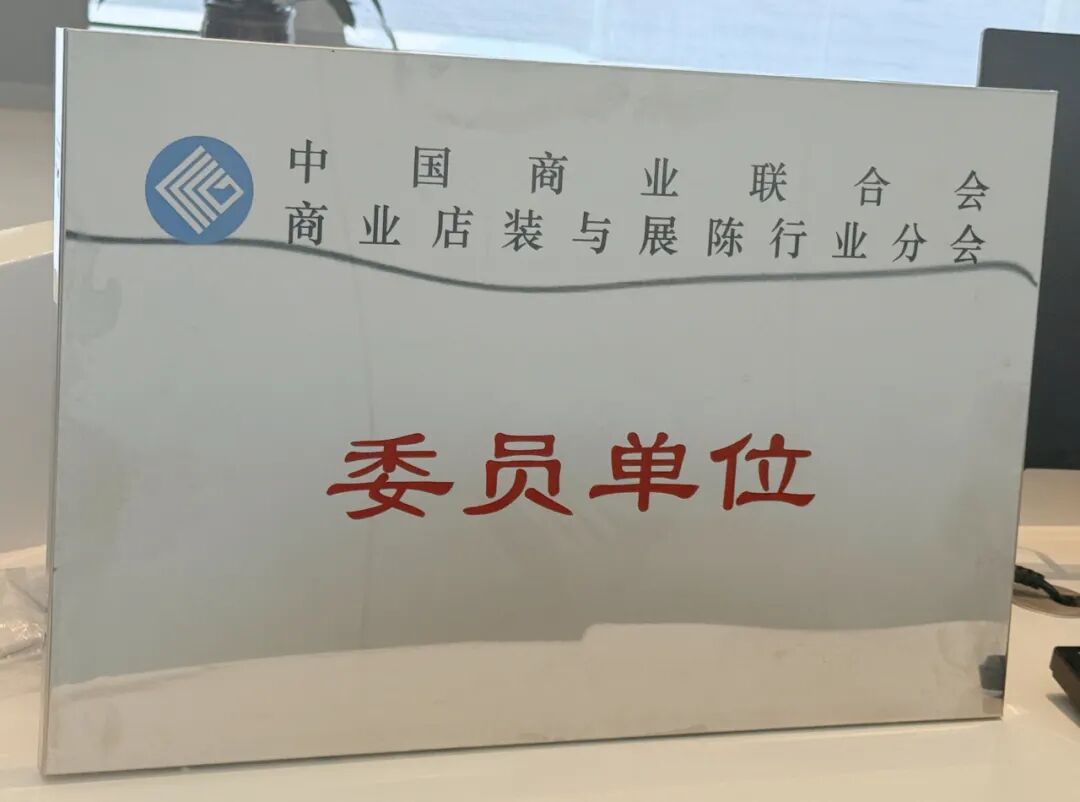 中国商业联合会
商业店装与展陈行业分会
委员单位